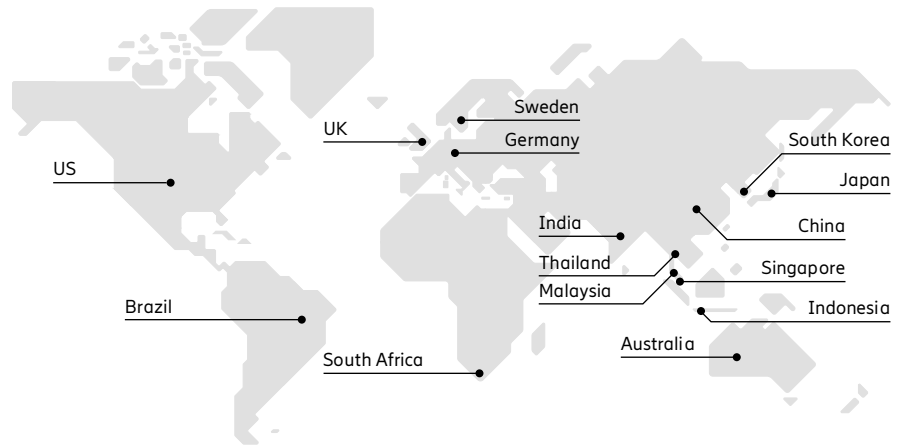 Sweden
UK
Germany
South Korea
US
Japan
India
China
Thailand
Singapore
Malaysia
Brazil
Indonesia
Australia
South Africa